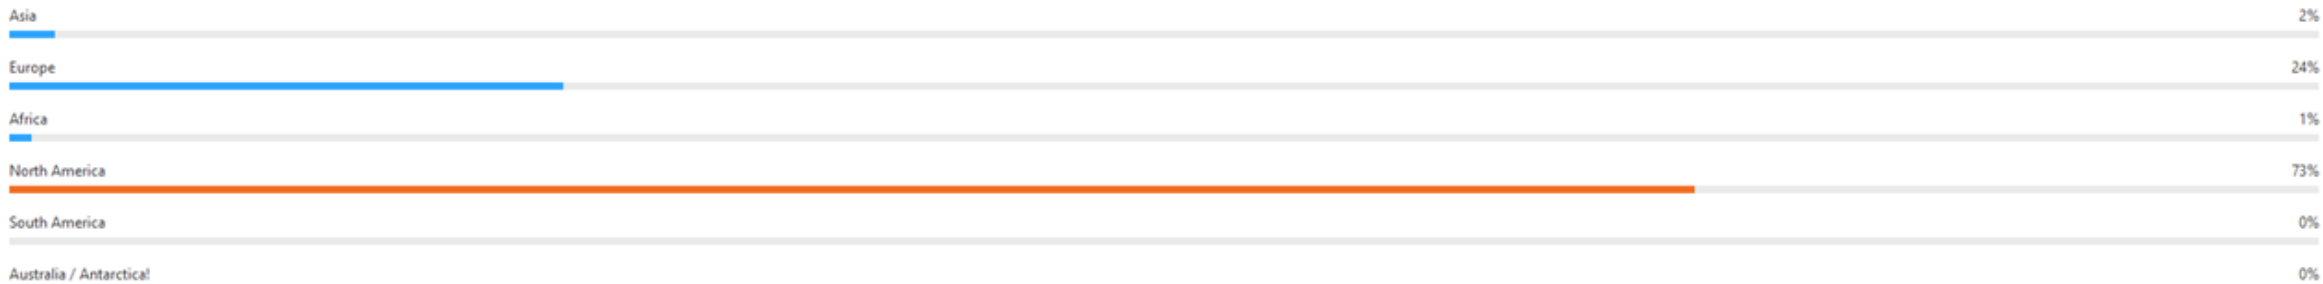 Asia 2%
Europe 24%
Africa 1%
North America 73%
South America 0%
Australia / Antarctica! 0%